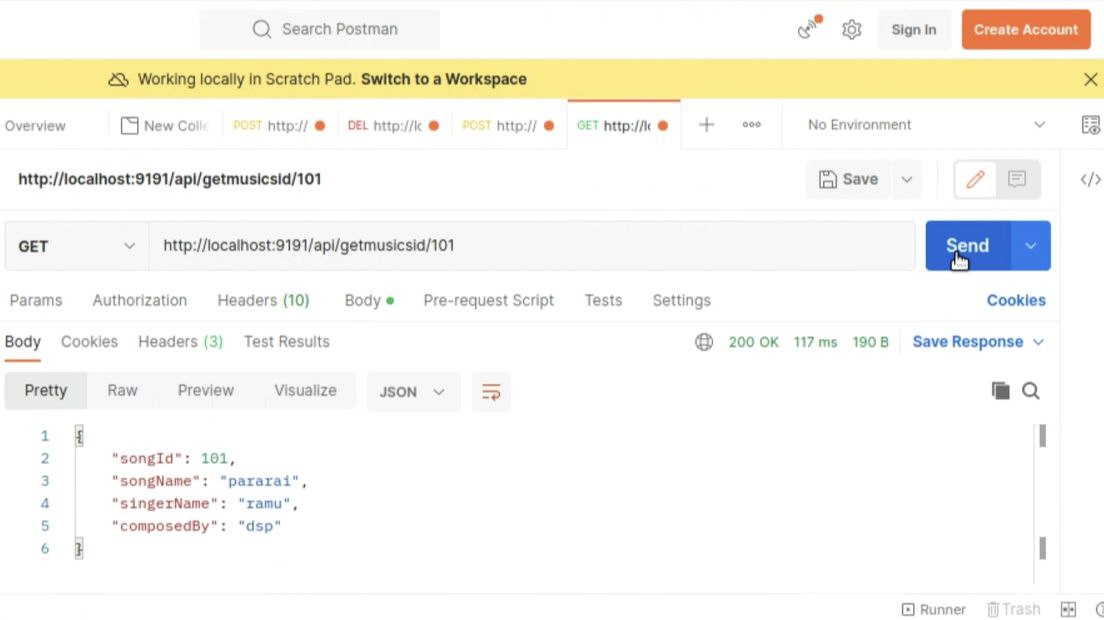 Search Postman
Sign In
Create Account
Working locally in Scratch Pad. Switch to a Workspace
Overview
New Colle
POST http://
DEL http://lc
POST http://
GET http://lc
No Environment
http://localhost:9191/api/getmusicsid/101
Save
</>
GET
http://localhost:9191/api/getmusicsid/101
Send
Params Authorization Headers (10) Body Pre-request Script Tests Settings Cookies
Body Cookies Headers (3) Test Results 200 OK 117 ms 190 B Save Response
Pretty Raw Preview Visualize JSON
1 {
2 "songId": 101,
3 "songName": "pararai",
4 "singerName": "ramu",
5 "composedBy": "dsp"
6 }
Runner Trash